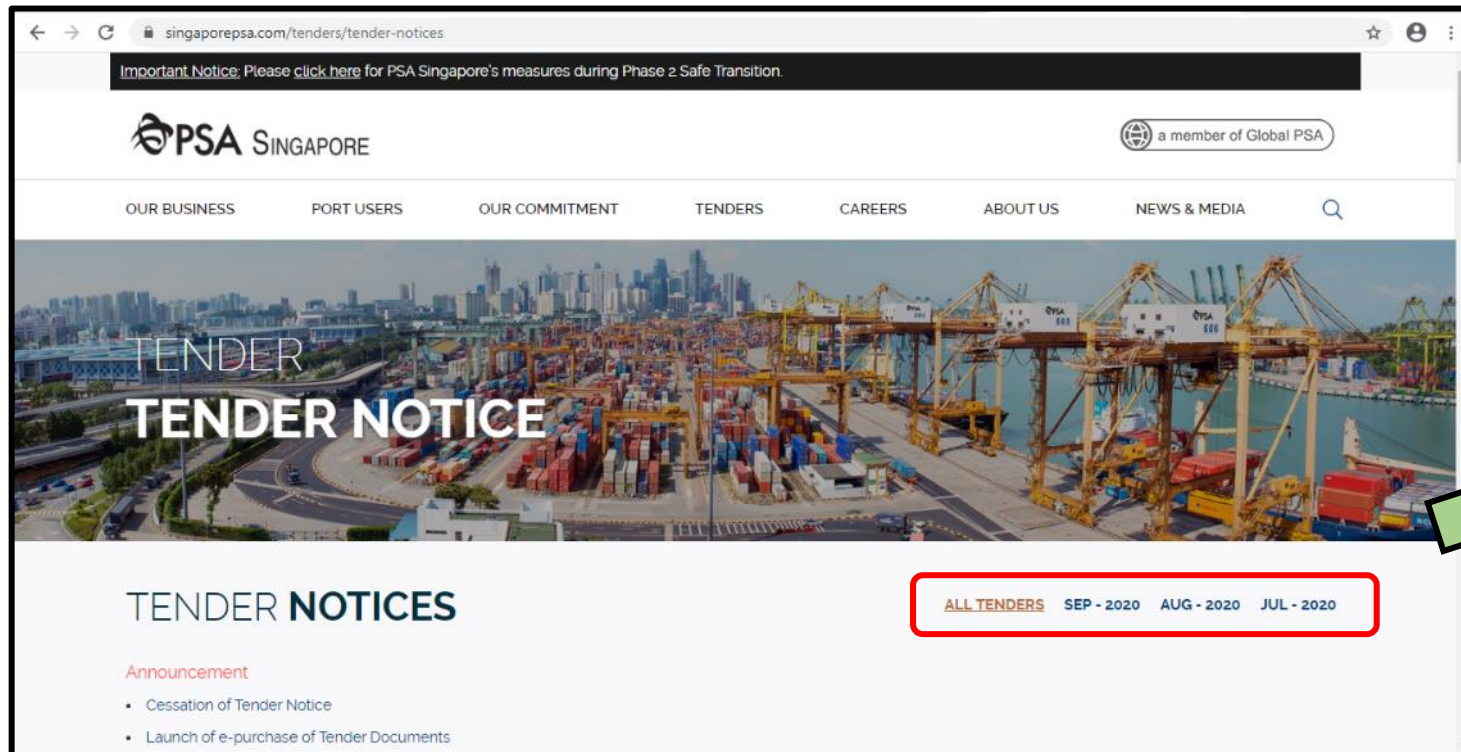 singaporepsa.com/tenders/tender-notices
Important Notice: Please click here for PSA Singapore's measures during Phase 2 Safe Transition.
PSA SINGAPORE
a member of Global PSA
OUR BUSINESS PORT USERS OUR COMMITMENT TENDERS CAREERS ABOUT US NEWS & MEDIA
TENDER
TENDER NOTICE
TENDER NOTICES
ALL TENDERS SEP - 2020 AUG - 2020 JUL - 2020
Announcement
• Cessation of Tender Notice
• Launch of e-purchase of Tender Documents